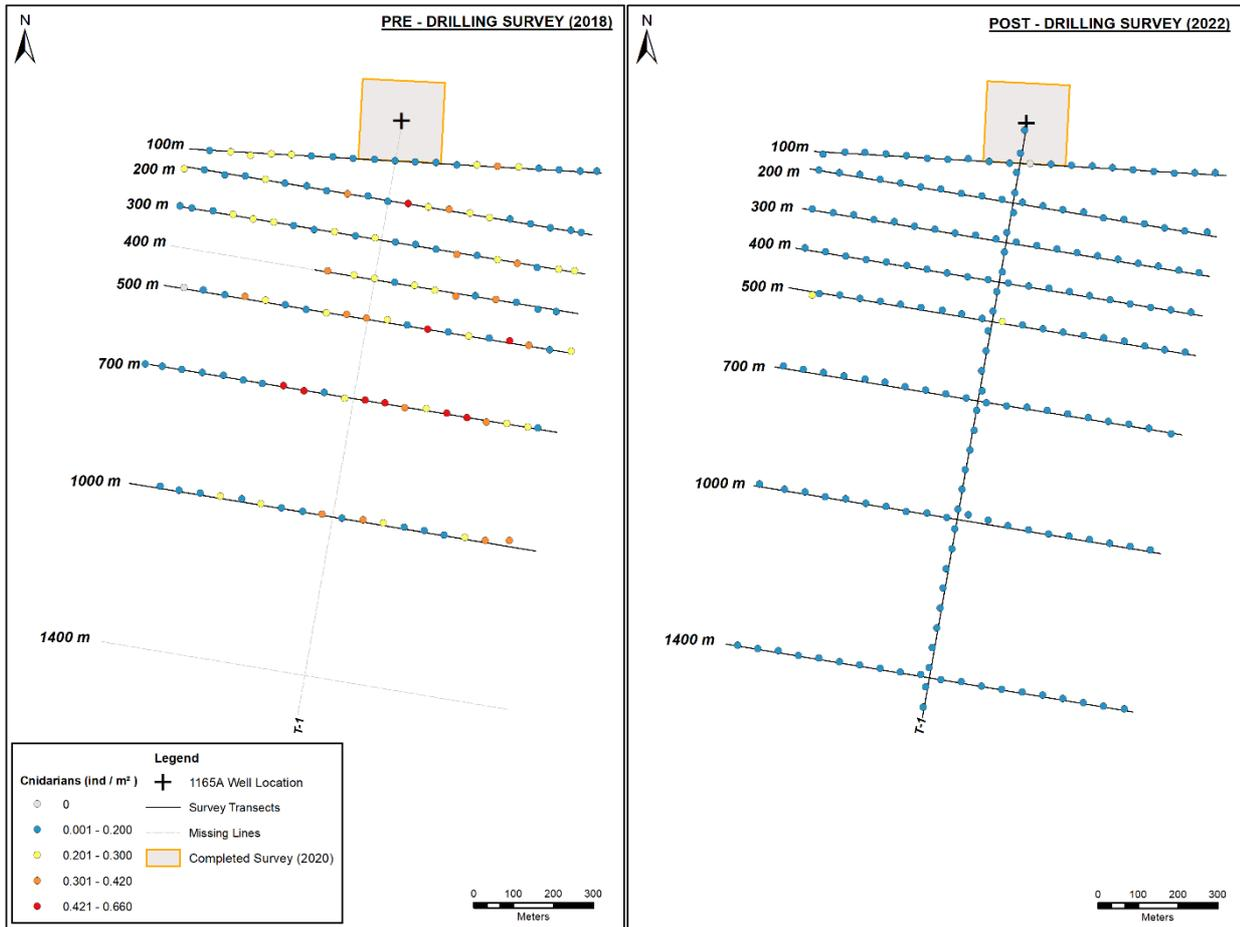 PRE - DRILLING SURVEY (2018)
N
100m
200 m
300 m
400 m
500 m
700 m
1000 m
1400 m
T-1
Legend
Cnidarians (ind / m² )
0
0.001 - 0.200
0.201 - 0.300
0.301 - 0.420
0.421 - 0.660
1165A Well Location
Survey Transects
Missing Lines
Completed Survey (2020)
0 100 200 300
Meters
POST - DRILLING SURVEY (2022)
N
100m
200 m
300 m
400 m
500 m
700 m
1000 m
1400 m
T-1
0 100 200 300
Meters